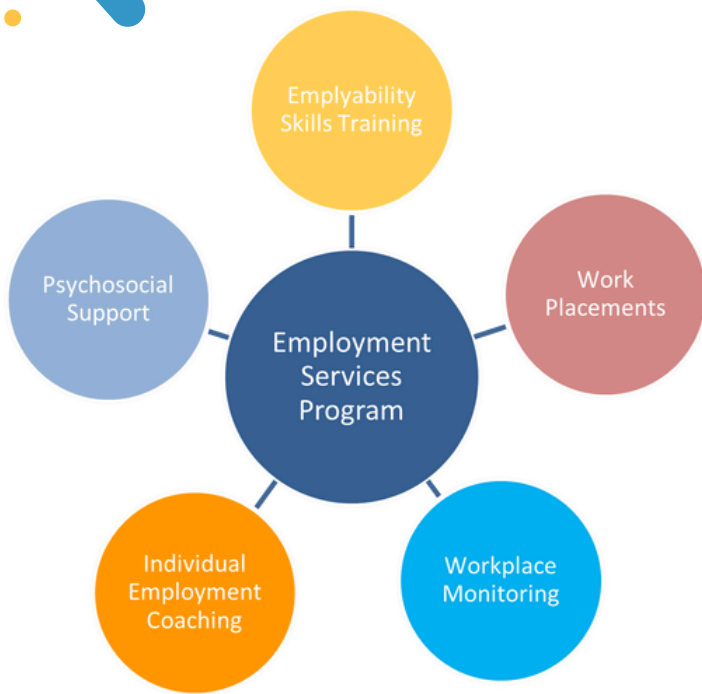 Emplyability
Skills Training
Psychosocial
Support
Work
Placements
Employment
Services
Program
Individual
Employment
Coaching
Workplace
Monitoring